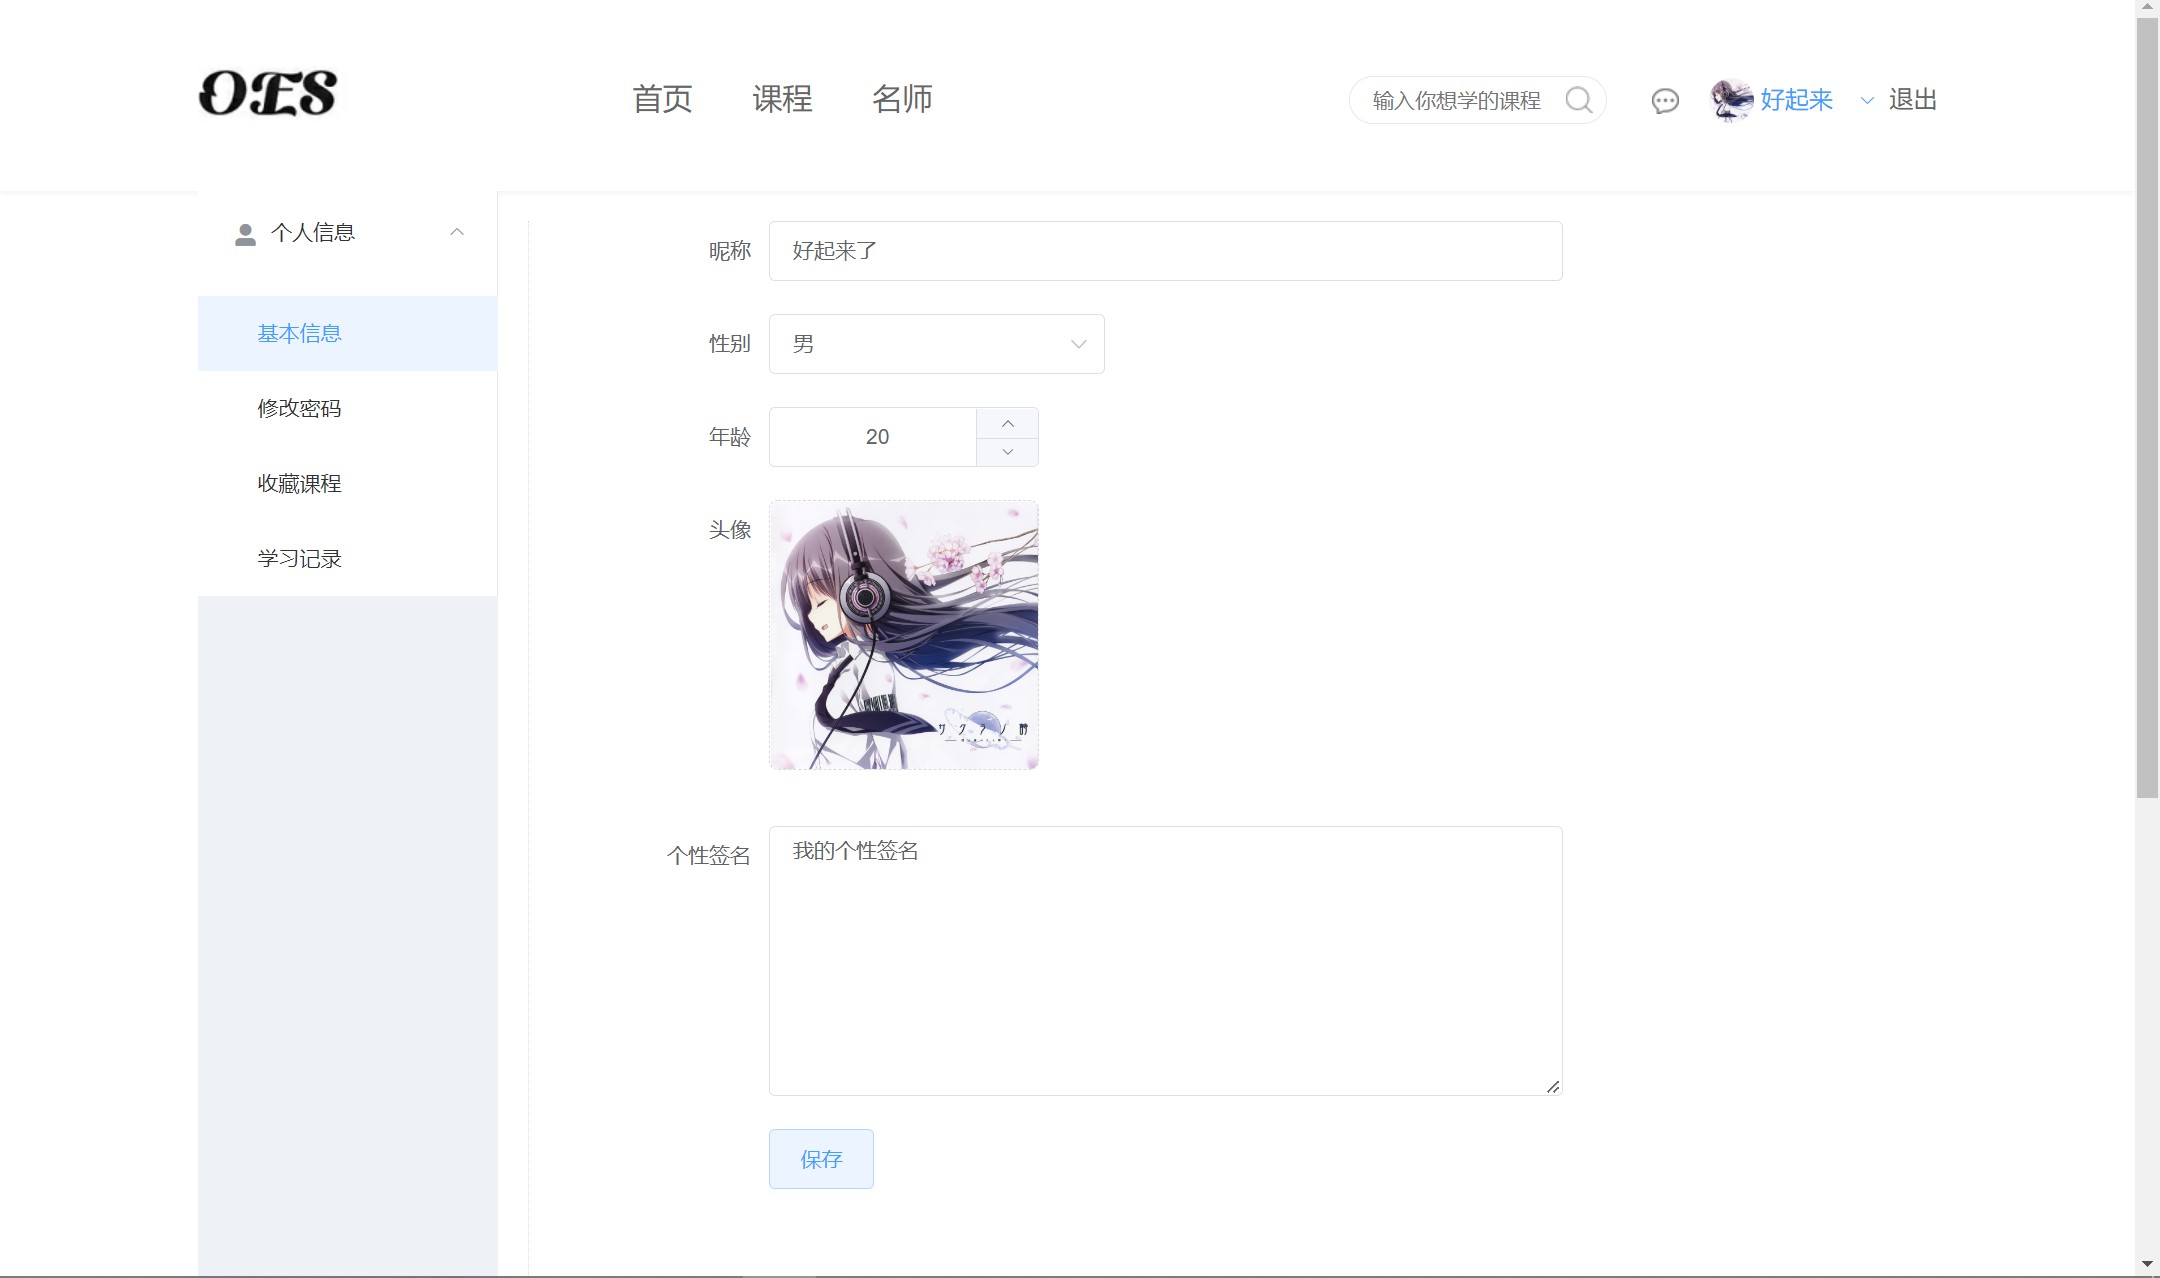 OES
首页 课程 名师
输入你想学的课程
好起来 退出
个人信息
基本信息
修改密码
收藏课程
学习记录
昵称 好起来了
性别 男
年龄 20
头像
サクラノ
个性签名 我的个性签名
保存